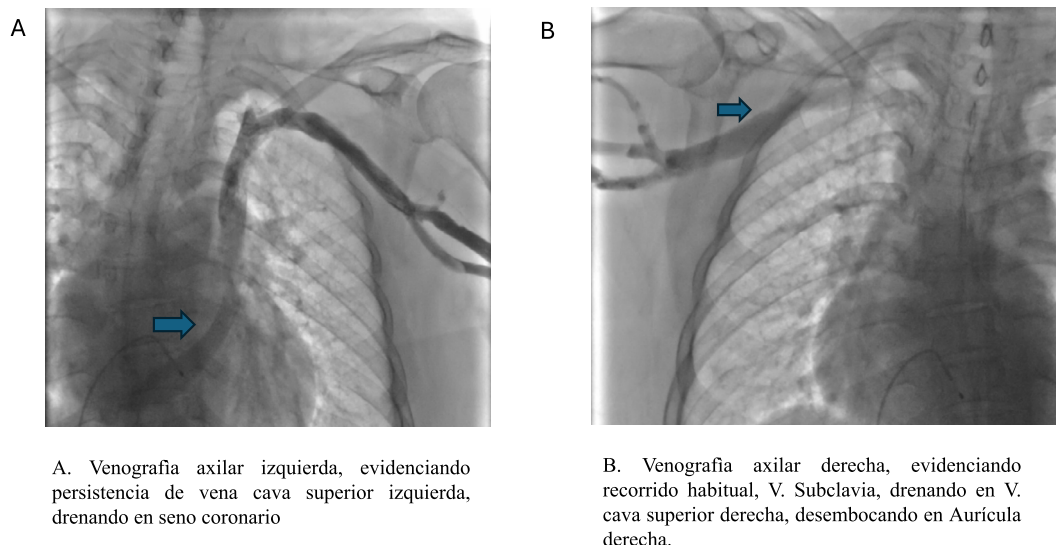 A
B
A. Venografia axilar izquierda, evidenciando
persistencia de vena cava superior izquierda,
drenando en seno coronario
B. Venografia axilar derecha, evidenciando
recorrido habitual, V. Subclavia, drenando en V.
cava superior derecha, desembocando en Aurícula
derecha.